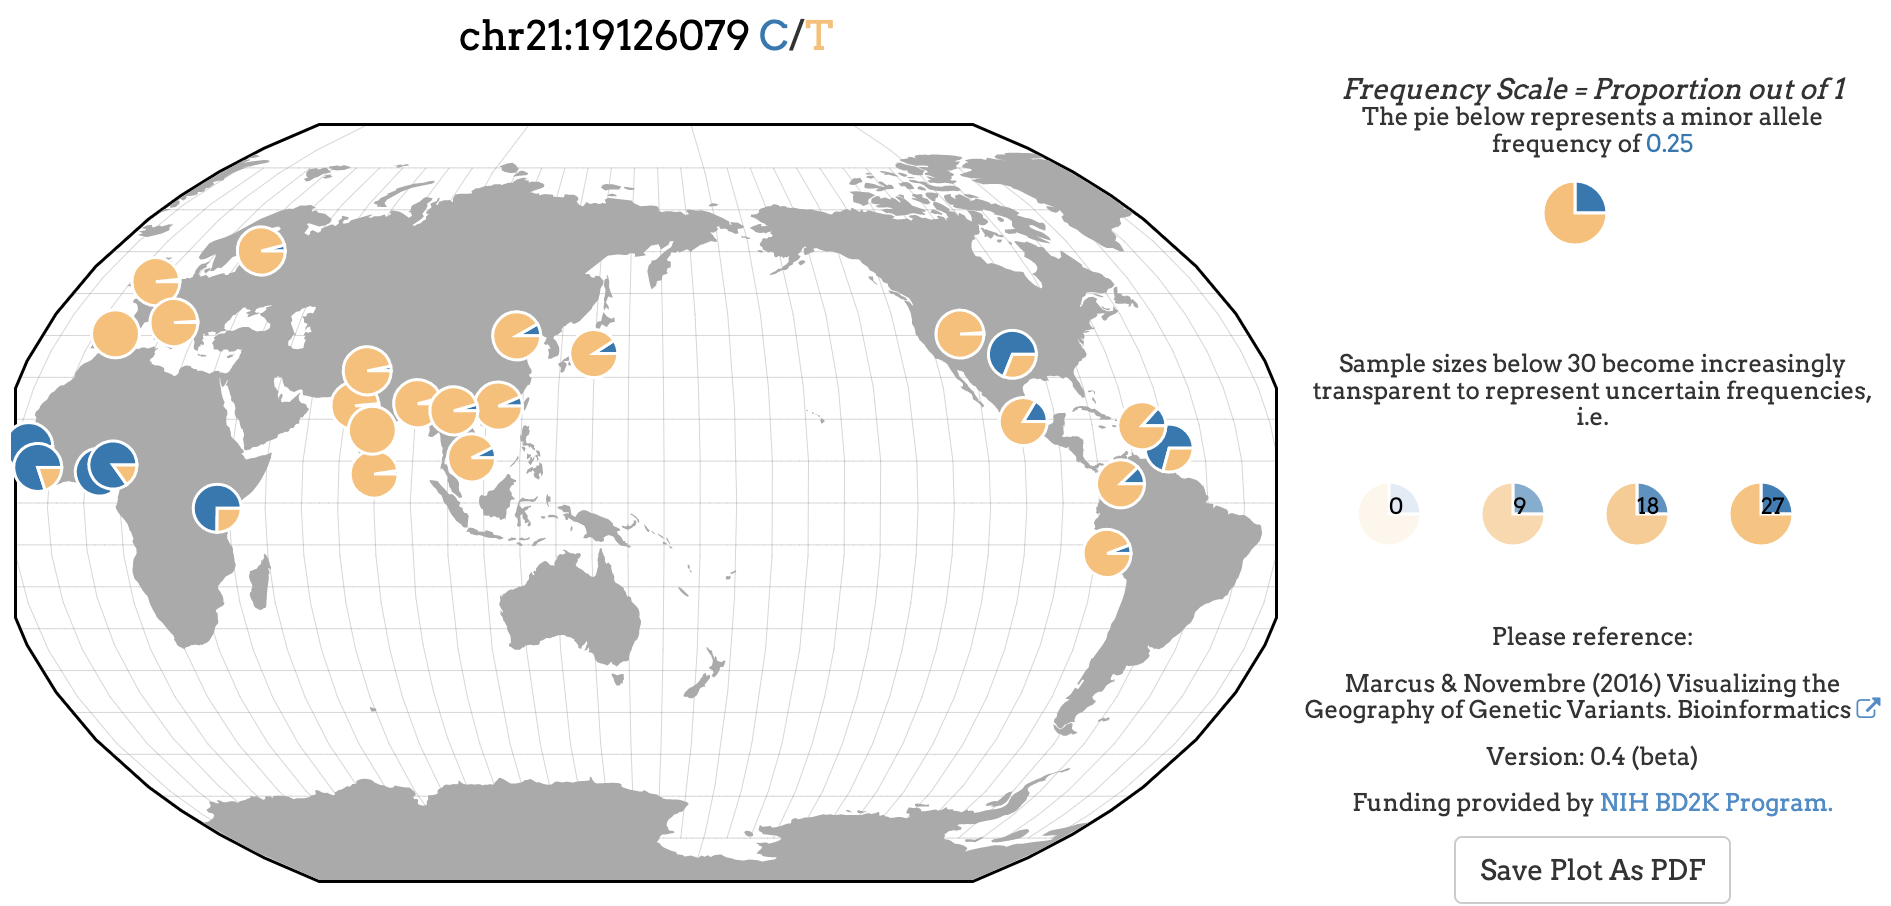 chr21:19126079 C/T
Frequency Scale = Proportion out of 1
The pie below represents a minor allele
frequency of 0.25
Sample sizes below 30 become increasingly
transparent to represent uncertain frequencies,
i.e.
0 9 18 27
Please reference:
Marcus & Novembre (2016) Visualizing the
Geography of Genetic Variants. Bioinformatics
Version: 0.4 (beta)
Funding provided by NIH BD2K Program.
Save Plot As PDF